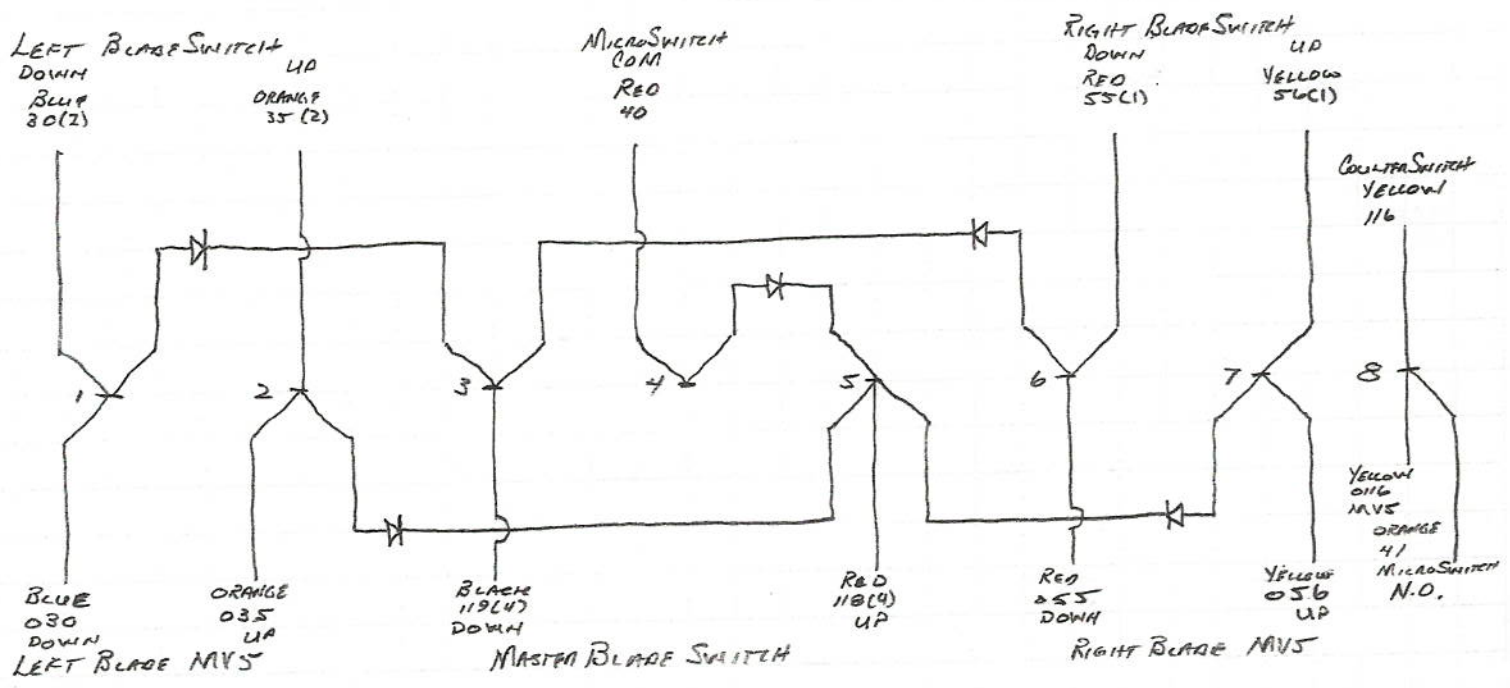 LEFT BLADE SWITCH
DOWN
BLUE
30(2)
UP
ORANGE
35(2)
MICROSWITCH
COM
RED
40
RIGHT BLADE SWITCH
DOWN
RED
55(1)
UP
YELLOW
56(1)
COULTER SWITCH
YELLOW
116
1
2
3
4
5
6
7
8
BLUE
030
DOWN
ORANGE
035
UP
LEFT BLADE MV5
BLACK
119(4)
DOWN
RED
118(4)
UP
MASTER BLADE SWITCH
RED
055
DOWN
YELLOW
056
UP
RIGHT BLADE MV5
YELLOW
0116
MV5
ORANGE
41
MICROSWITCH
N.O.